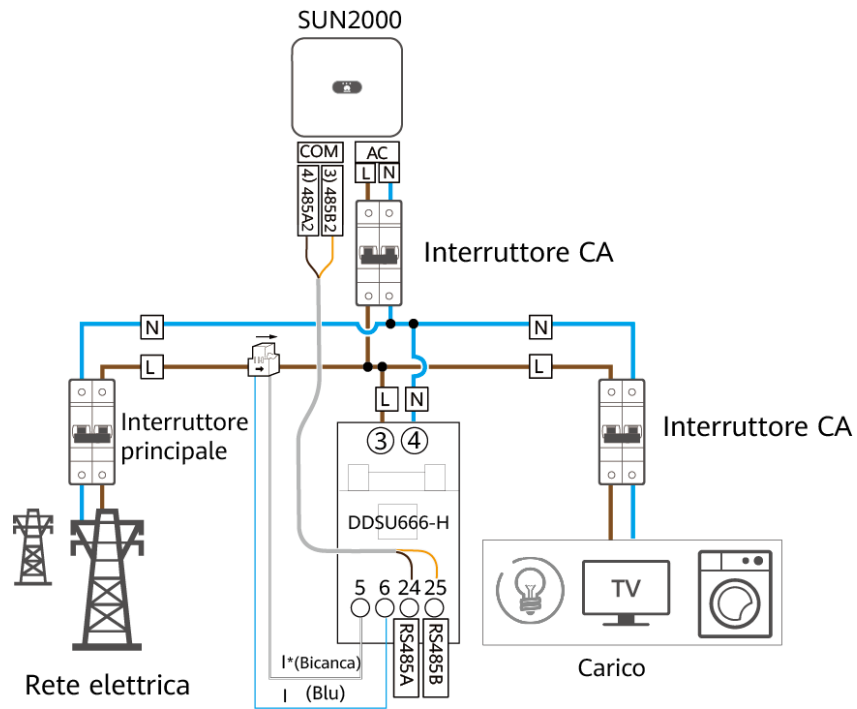 SUN2000
COM
AC
L
N
4) 485A2
3) 485B2
Interruttore CA
N
N
L
L
Interruttore
principale
L
N
3
4
Interruttore CA
DDSU666-H
TV
5
6
24
25
RS485A
RS485B
I*(Bicanca)
I (Blu)
Rete elettrica
Carico